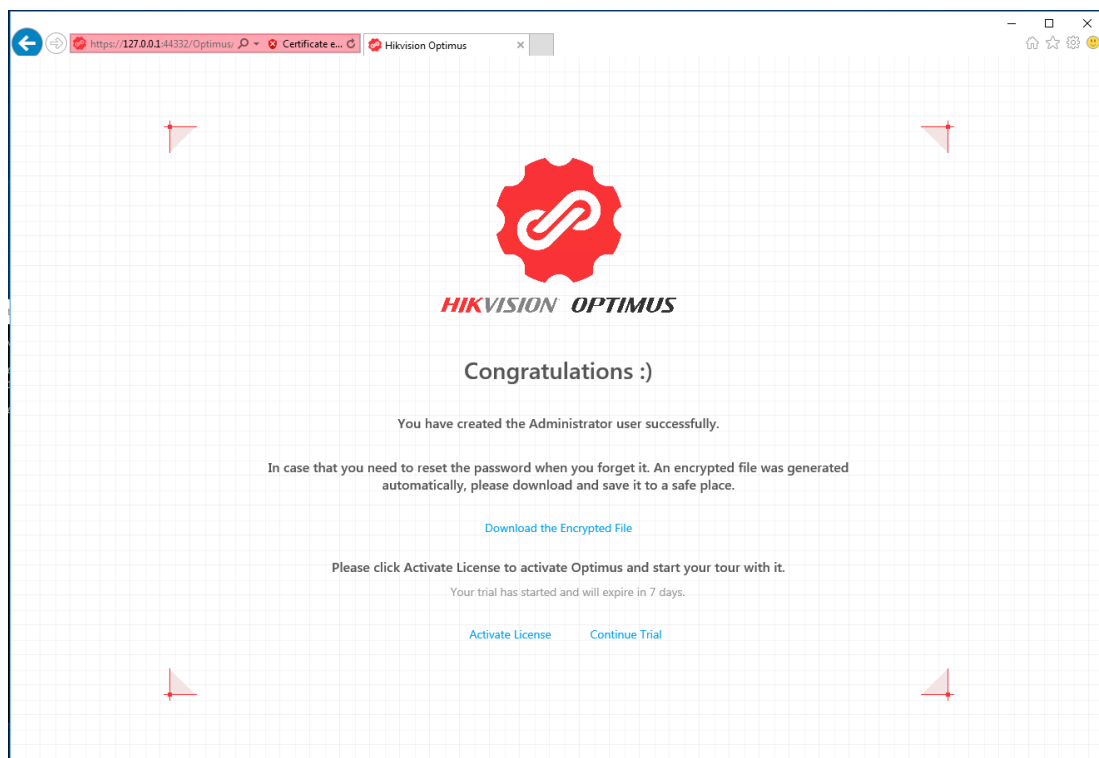 https://127.0.0.1:44332/Optimus/
Certificate e...
Hikvision Optimus
HIKVISION OPTIMUS
Congratulations :)
You have created the Administrator user successfully.
In case that you need to reset the password when you forget it. An encrypted file was generated
automatically, please download and save it to a safe place.
Download the Encrypted File
Please click Activate License to activate Optimus and start your tour with it.
Your trial has started and will expire in 7 days.
Activate License
Continue Trial